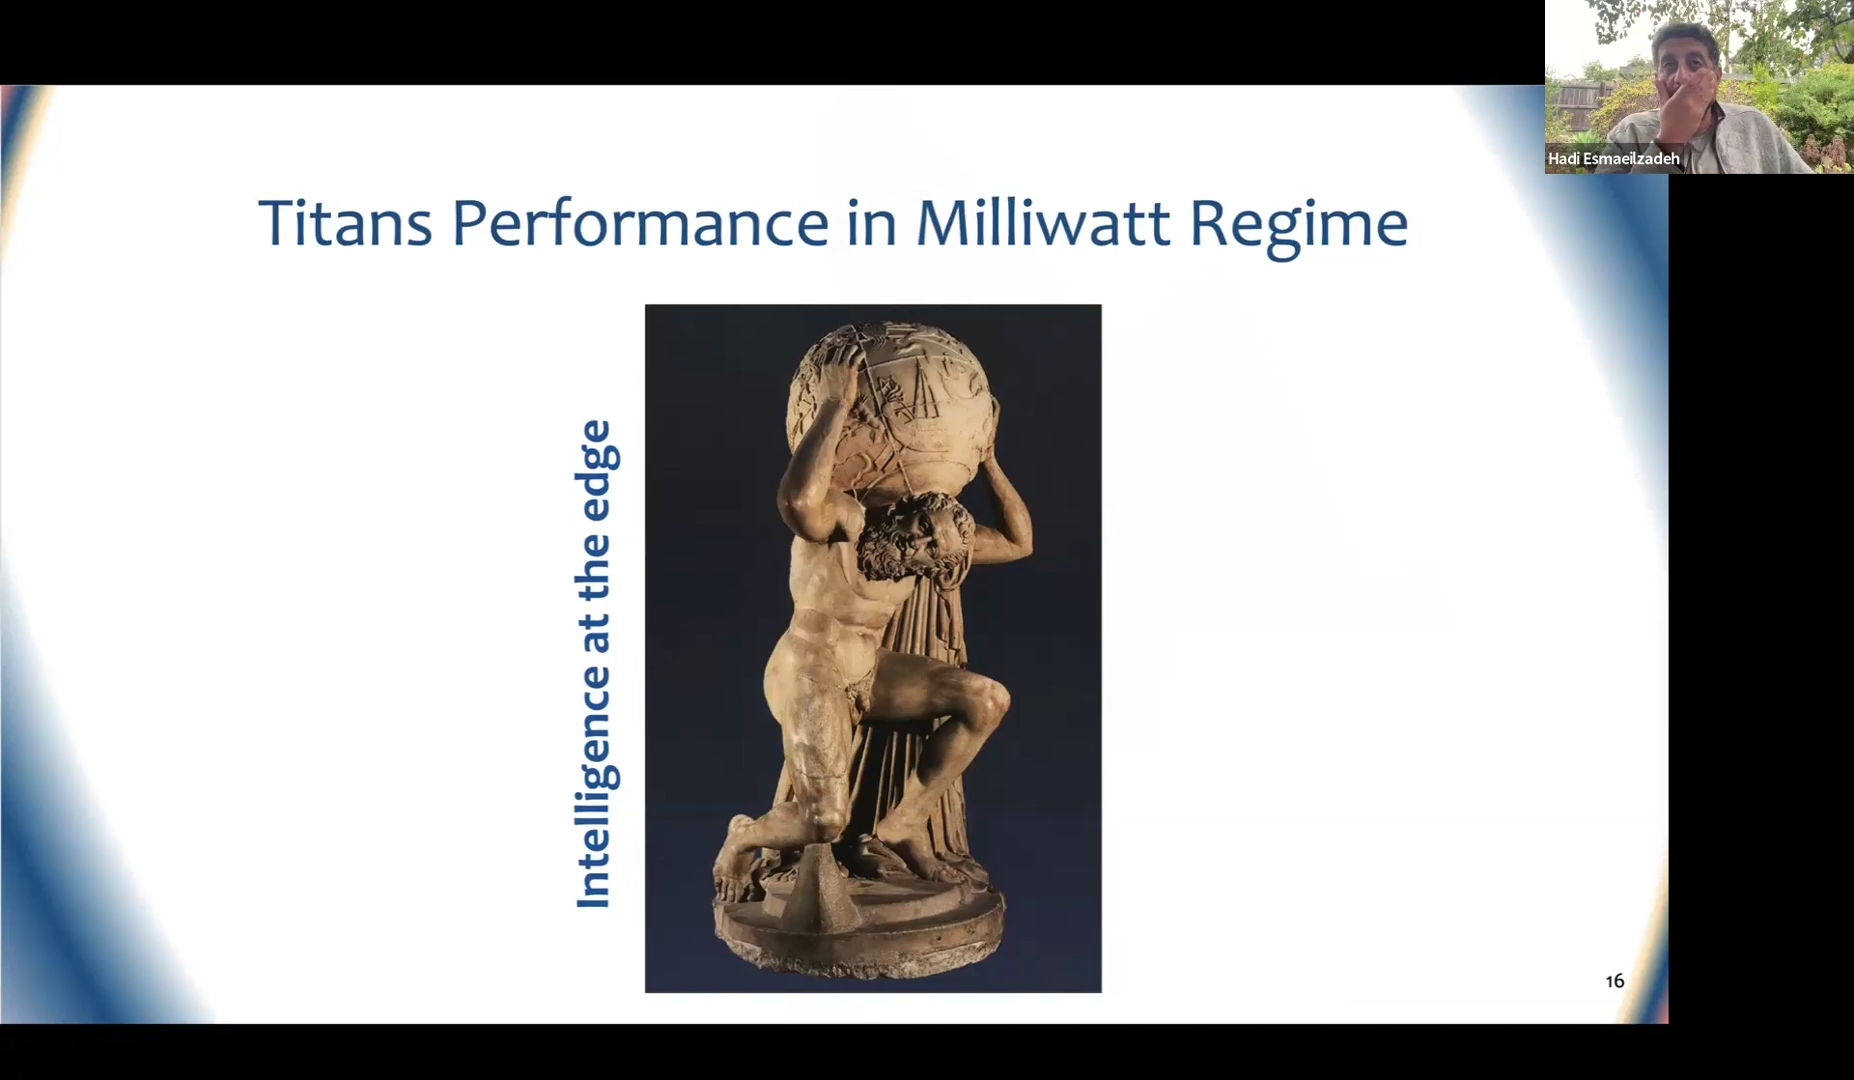 Hadi Esmaeilzadeh
Titans Performance in Milliwatt Regime
Intelligence at the edge
16